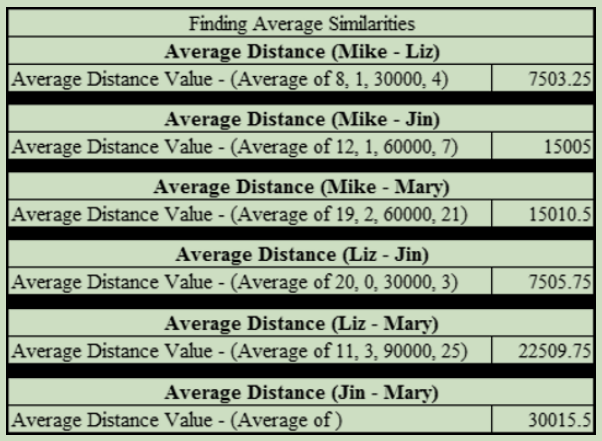 Finding Average Similarities
Average Distance (Mike - Liz)
Average Distance Value - (Average of 8, 1, 30000, 4) 7503.25
Average Distance (Mike - Jin)
Average Distance Value - (Average of 12, 1, 60000, 7) 15005
Average Distance (Mike - Mary)
Average Distance Value - (Average of 19, 2, 60000, 21) 15010.5
Average Distance (Liz - Jin)
Average Distance Value - (Average of 20, 0, 30000, 3) 7505.75
Average Distance (Liz - Mary)
Average Distance Value - (Average of 11, 3, 90000, 25) 22509.75
Average Distance (Jin - Mary)
Average Distance Value - (Average of ) 30015.5